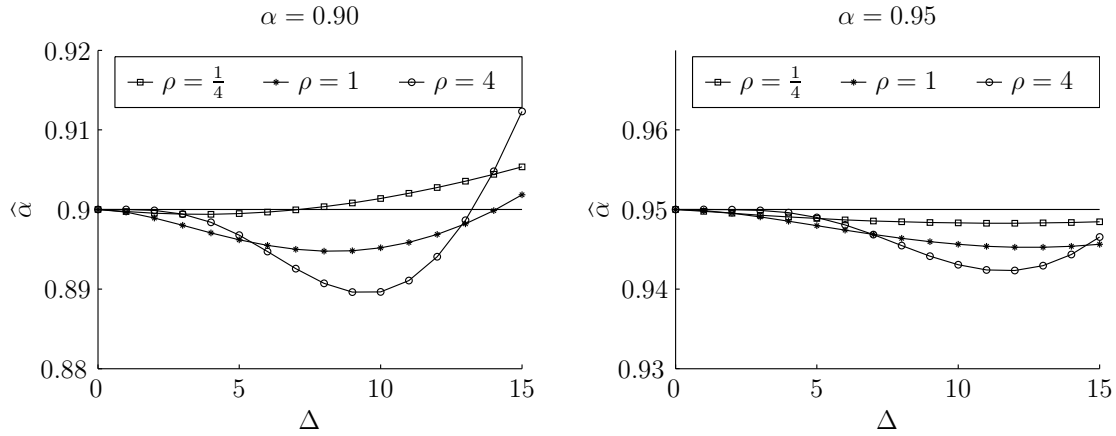 α = 0.90
0.92
0.91
0.9
0.89
0.88
α̂
ρ = 1/4 ρ = 1 ρ = 4
0 5 10 15
Δ
α = 0.95
0.96
0.95
0.94
0.93
α̂
ρ = 1/4 ρ = 1 ρ = 4
0 5 10 15
Δ